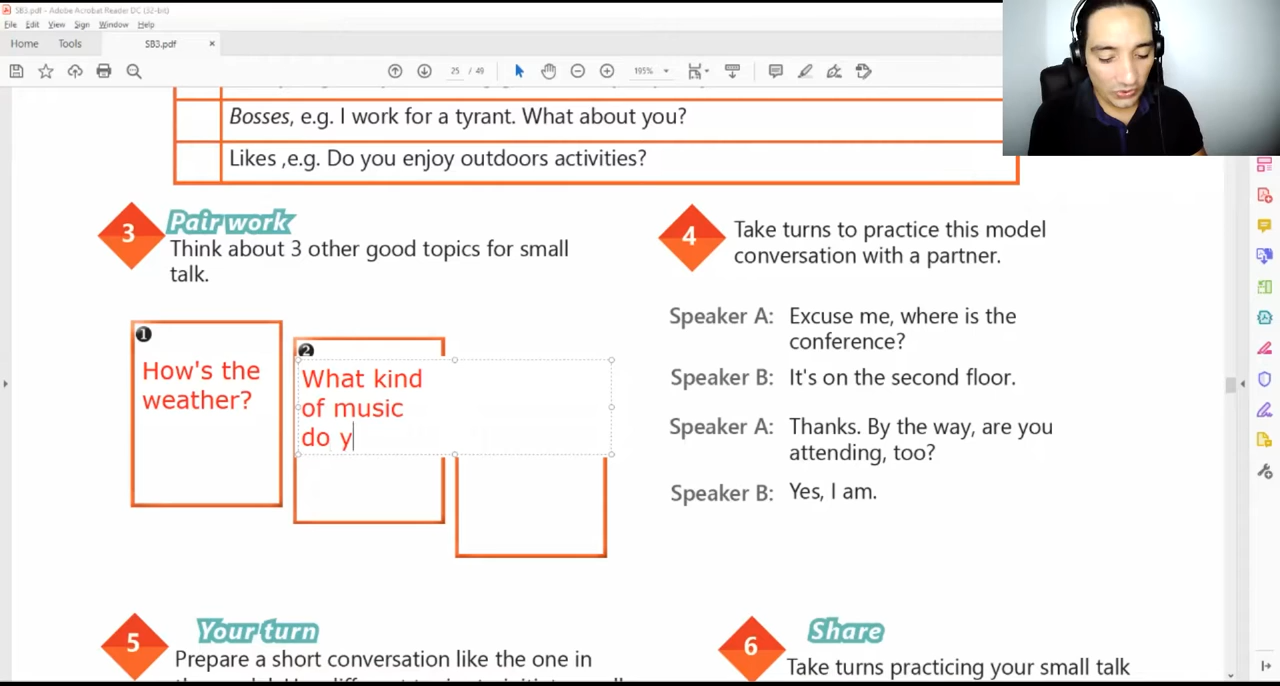 SB3.pdf - Adobe Acrobat Reader DC (32-bit)
File Edit View Sign Window Help
Home Tools SB3.pdf ×
25 / 49 195%
Bosses, e.g. I work for a tyrant. What about you?
Likes ,e.g. Do you enjoy outdoors activities?
3 Pair work
Think about 3 other good topics for small
talk.
1
How's the
weather?
2
What kind
of music
do y
4 Take turns to practice this model
conversation with a partner.
Speaker A: Excuse me, where is the
conference?
Speaker B: It's on the second floor.
Speaker A: Thanks. By the way, are you
attending, too?
Speaker B: Yes, I am.
5 Your turn
Prepare a short conversation like the one in
6 Share
Take turns practicing your small talk